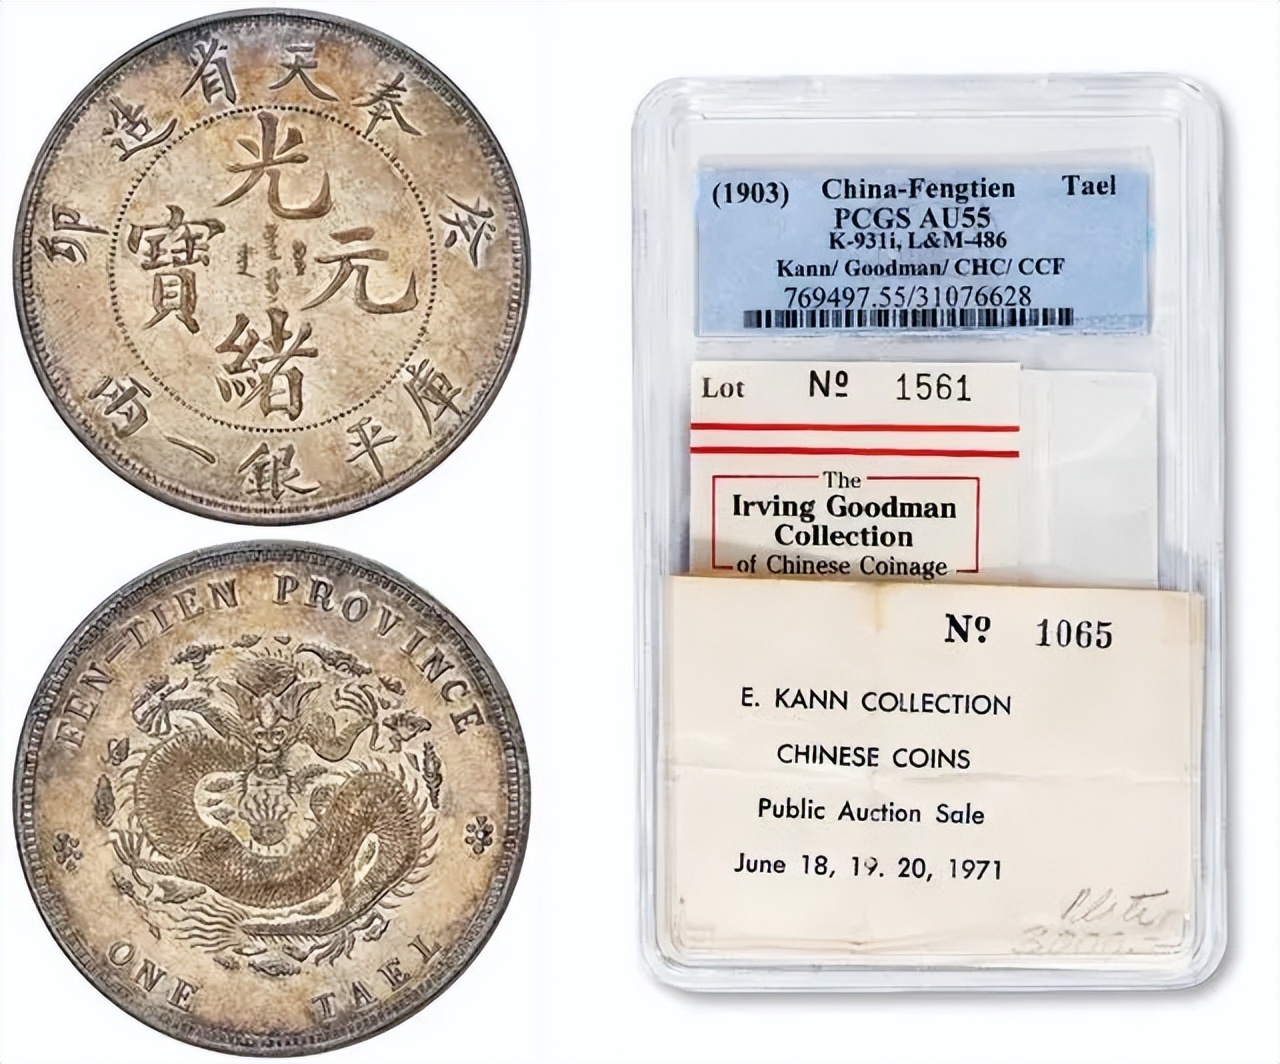 奉天省造
癸卯
光緒元寶
庫平銀一兩
FEN-TIEN PROVINCE
ONE TAEL
(1903) China-Fengtien Tael
PCGS AU55
K-931i, L&M-486
Kann/ Goodman/ CHC/ CCF
769497.55/31076628
Lot Nº 1561
The
Irving Goodman
Collection
of Chinese Coinage
Nº 1065
E. KANN COLLECTION
CHINESE COINS
Public Auction Sale
June 18, 19. 20, 1971